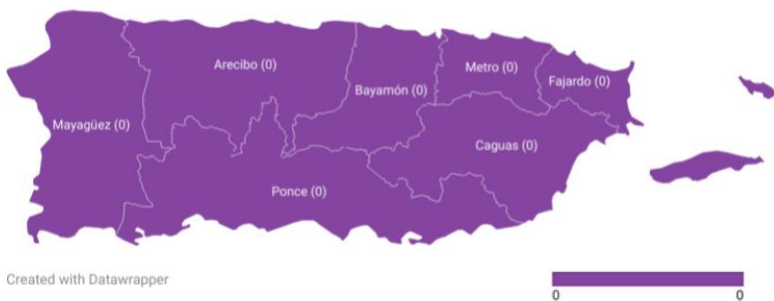 Arecibo (0)
Metro (0)
Fajardo (0)
Bayamón (0)
Mayagüez (0)
Caguas (0)
Ponce (0)
Created with Datawrapper
0 0